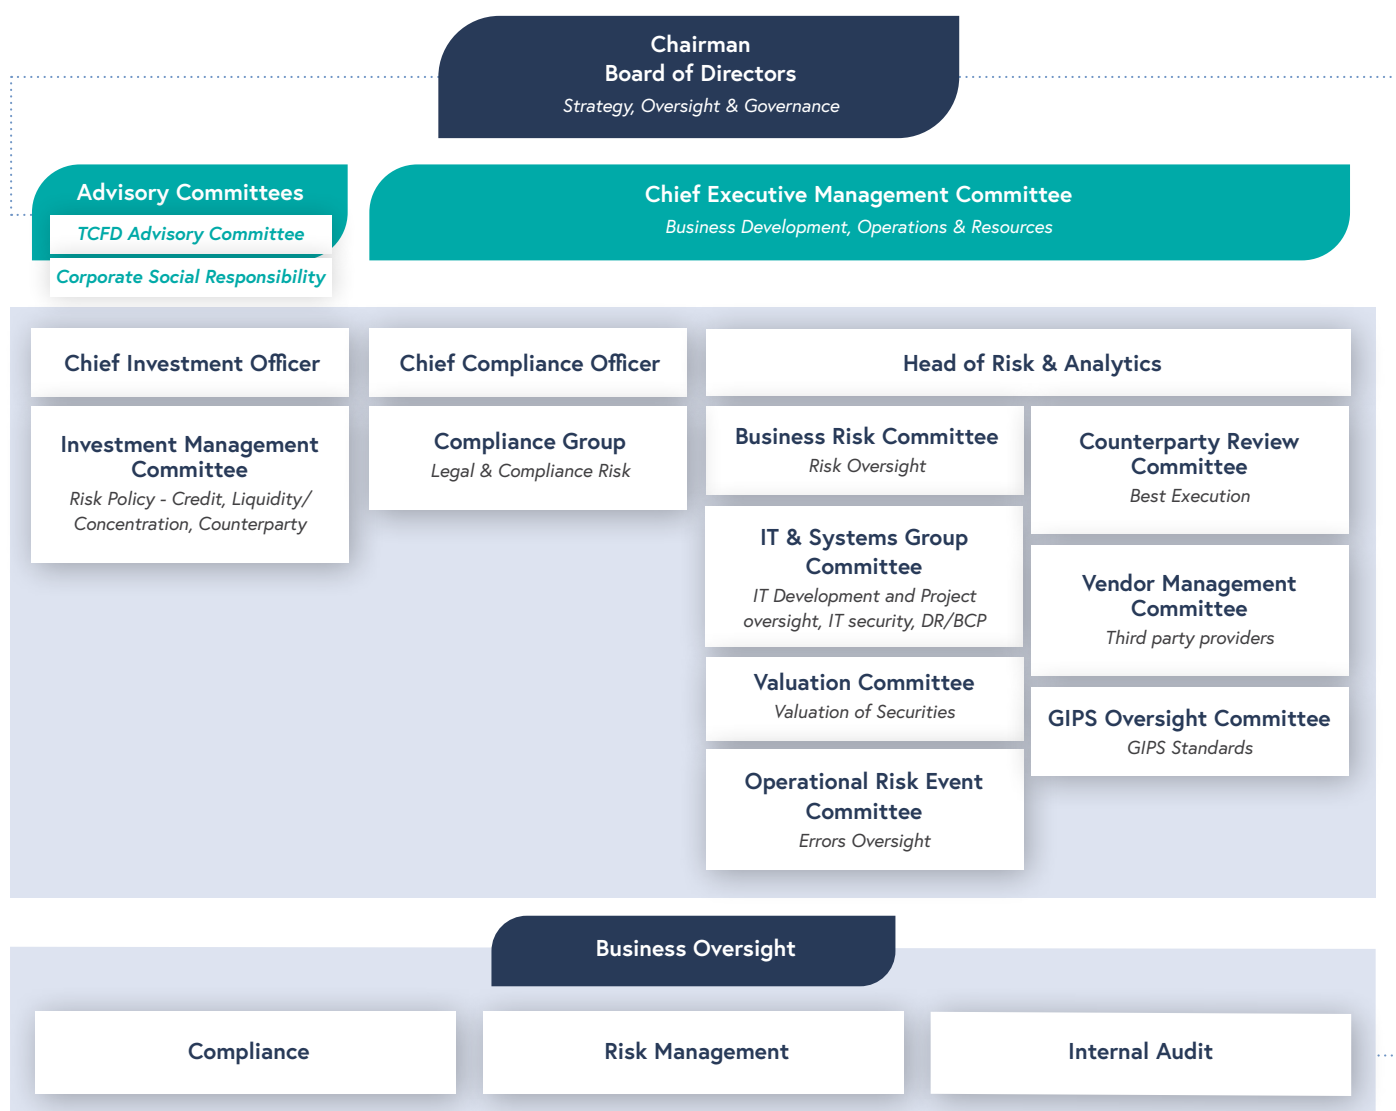 Chairman
Board of Directors
Strategy, Oversight & Governance
Advisory Committees
TCFD Advisory Committee
Corporate Social Responsibility
Chief Executive Management Committee
Business Development, Operations & Resources
Chief Investment Officer
Investment Management
Committee
Risk Policy - Credit, Liquidity/
Concentration, Counterparty
Chief Compliance Officer
Compliance Group
Legal & Compliance Risk
Head of Risk & Analytics
Business Risk Committee
Risk Oversight
IT & Systems Group
Committee
IT Development and Project
oversight, IT security, DR/BCP
Valuation Committee
Valuation of Securities
Operational Risk Event
Committee
Errors Oversight
Counterparty Review
Committee
Best Execution
Vendor Management
Committee
Third party providers
GIPS Oversight Committee
GIPS Standards
Business Oversight
Compliance
Risk Management
Internal Audit